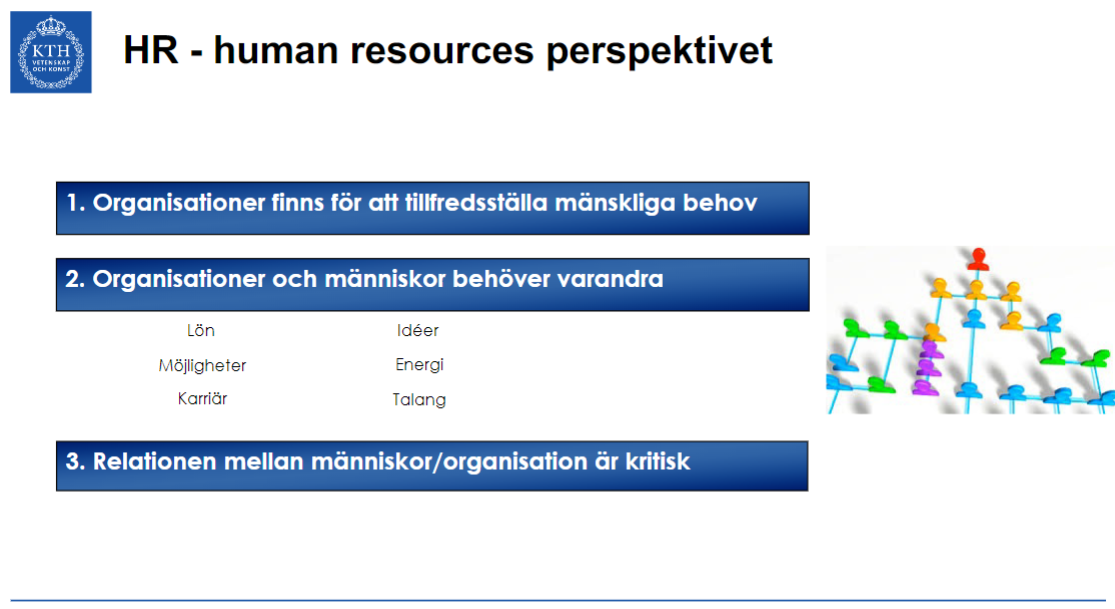 KTH
VETENSKAP
OCH KONST
HR - human resources perspektivet
1. Organisationer finns för att tillfredsställa mänskliga behov
2. Organisationer och människor behöver varandra
Lön Idéer
Möjligheter Energi
Karriär Talang
3. Relationen mellan människor/organisation är kritisk